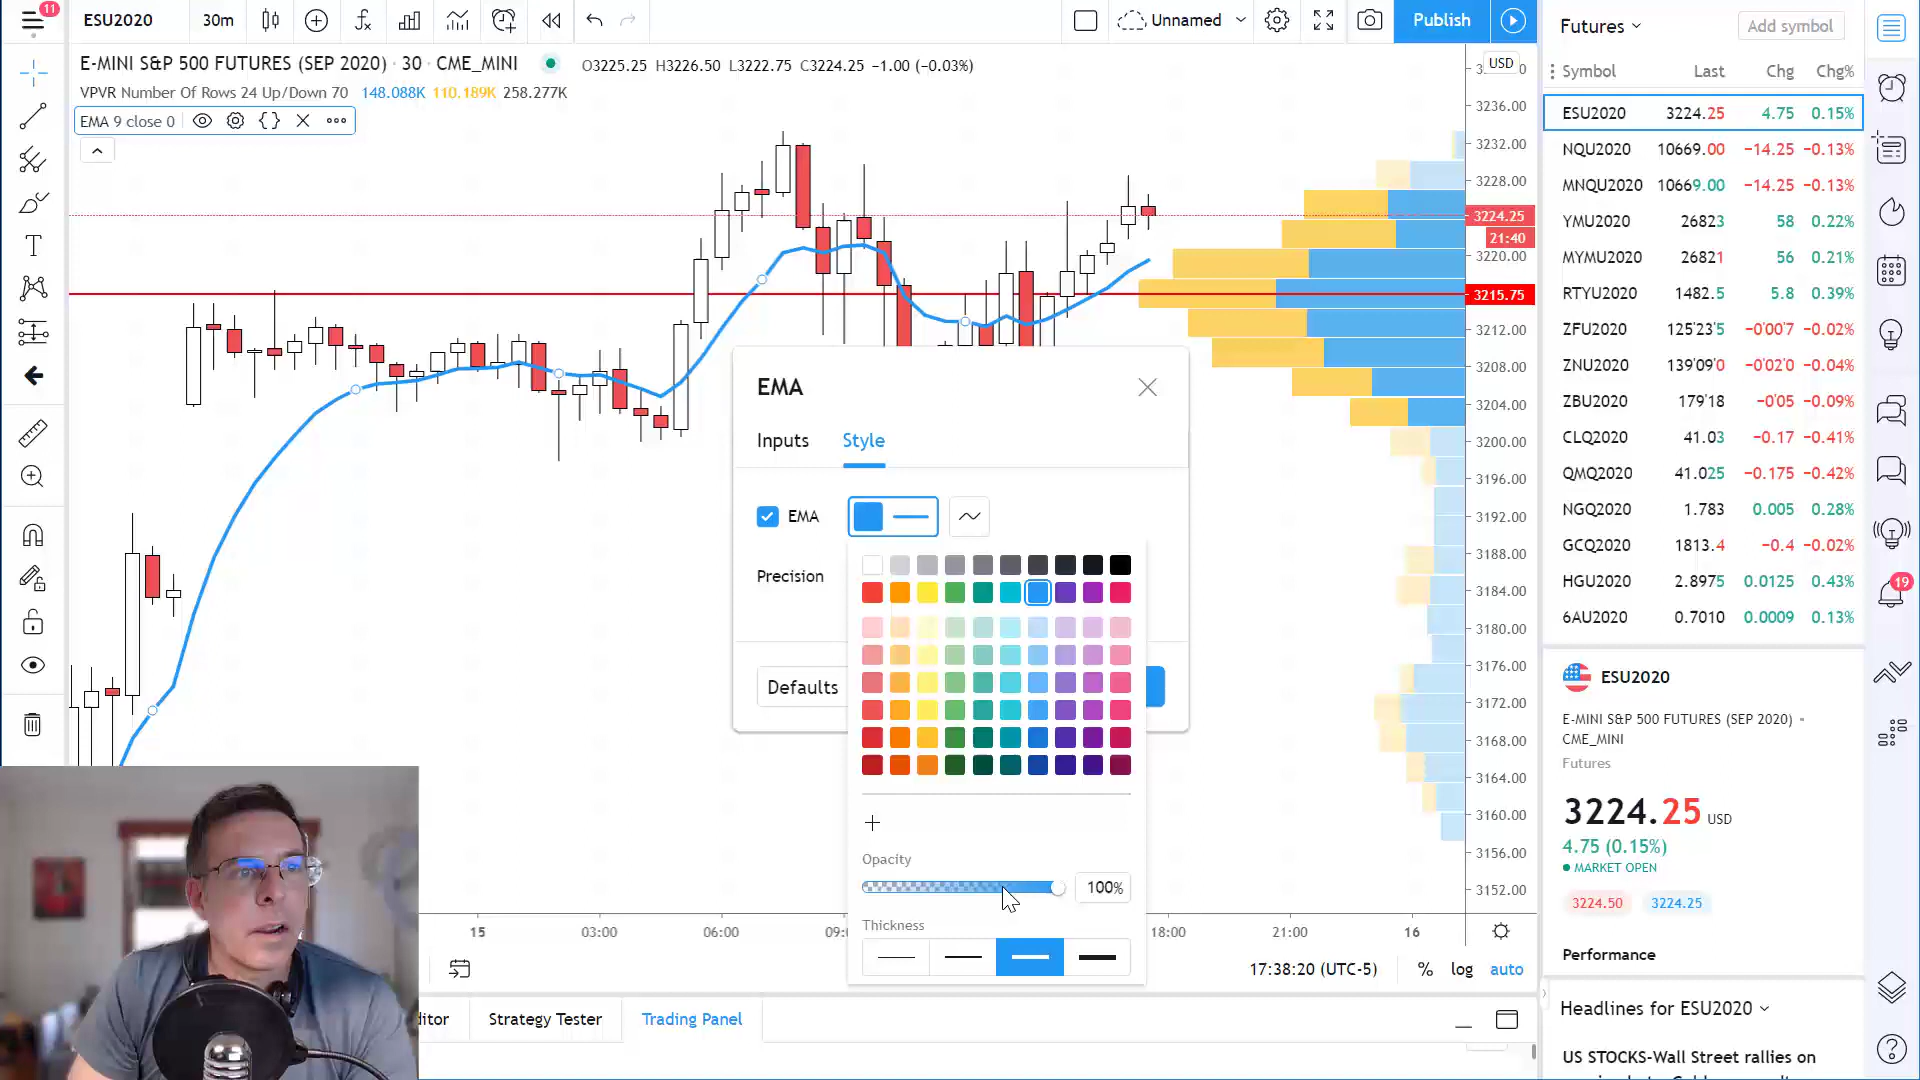 11
ESU2020
30m
Unnamed
Publish
Futures
Add symbol
E-MINI S&P 500 FUTURES (SEP 2020) · 30 · CME_MINI
O3225.25 H3226.50 L3222.75 C3224.25 −1.00 (−0.03%)
VPVR Number Of Rows 24 Up/Down 70 148.088K 110.189K 258.277K
EMA 9 close 0
USD
3236.00
3232.00
3228.00
3224.25
21:40
3220.00
3215.75
3212.00
3208.00
3204.00
3200.00
3196.00
3192.00
3188.00
3184.00
3180.00
3176.00
3172.00
3168.00
3164.00
3160.00
3156.00
3152.00
EMA
Inputs
Style
EMA
Precision
Defaults
Opacity
100%
Thickness
15
03:00
06:00
18:00
21:00
16
17:38:20 (UTC-5)
%
log
auto
Strategy Tester
Trading Panel
Symbol Last Chg Chg%
ESU2020 3224.25 4.75 0.15%
NQU2020 10669.00 −14.25 −0.13%
MNQU2020 10669.00 −14.25 −0.13%
YMU2020 26823 58 0.22%
MYMU2020 26821 56 0.21%
RTYU2020 1482.5 5.8 0.39%
ZFU2020 125'23'5 −0'00'7 −0.02%
ZNU2020 139'09'0 −0'02'0 −0.04%
ZBU2020 179'18 −0'05 −0.09%
CLQ2020 41.03 −0.17 −0.41%
QMQ2020 41.025 −0.175 −0.42%
NGQ2020 1.783 0.005 0.28%
GCQ2020 1813.4 −0.4 −0.02%
HGU2020 2.8975 0.0125 0.43%
6AU2020 0.7010 0.0009 0.13%
19
ESU2020
E-MINI S&P 500 FUTURES (SEP 2020) •
CME_MINI
Futures
3224.25 USD
4.75 (0.15%)
MARKET OPEN
3224.50
3224.25
Performance
Headlines for ESU2020
US STOCKS-Wall Street rallies on